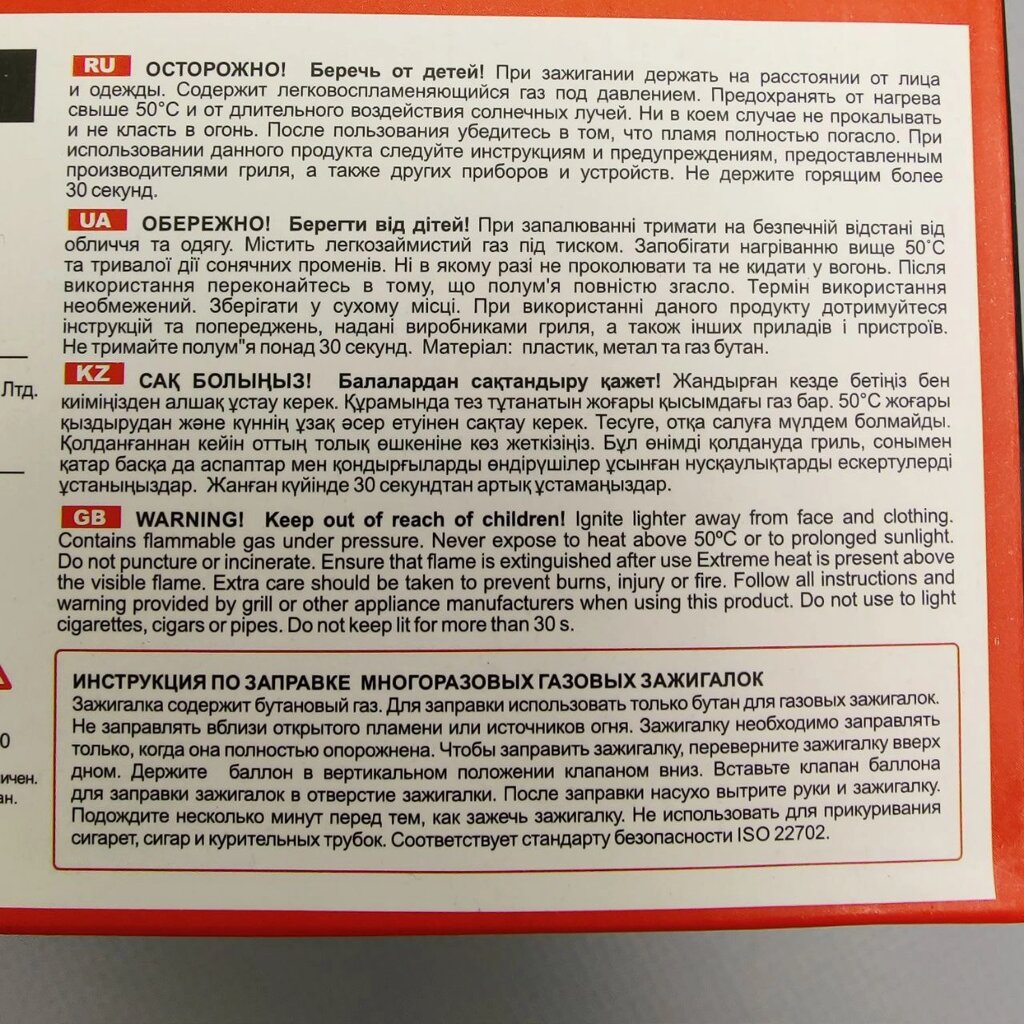 RU ОСТОРОЖНО! Беречь от детей! При зажигании держать на расстоянии от лица
и одежды. Содержит легковоспламеняющийся газ под давлением. Предохранять от нагрева
свыше 50°С и от длительного воздействия солнечных лучей. Ни в коем случае не прокалывать
и не класть в огонь. После пользования убедитесь в том, что пламя полностью погасло. При
использовании данного продукта следуйте инструкциям и предупреждениям, предоставленным
производителями гриля, а также других приборов и устройств. Не держите горящим более
30 секунд.
UA ОБЕРЕЖНО! Берегти від дітей! При запалюванні тримати на безпечній відстані від
обличчя та одягу. Містить легкозаймистий газ під тиском. Запобігати нагріванню вище 50˚С
та тривалої дії сонячних променів. Ні в якому разі не проколювати та не кидати у вогонь. Після
використання переконайтесь в тому, що полум'я повністю згасло. Термін використання
необмежений. Зберігати у сухому місці. При використанні даного продукту дотримуйтеся
інструкцій та попереджень, надані виробниками гриля, а також інших приладів і пристроїв.
Не тримайте полум"я понад 30 секунд. Матеріал: пластик, метал та газ бутан.
Лтд.
KZ САҚ БОЛЫҢЫЗ! Балалардан сақтандыру қажет! Жандырған кезде бетіңіз бен
киіміңізден алшақ ұстау керек. Құрамында тез тұтанатын жоғары қысымдағы газ бар. 50°С жоғары
қыздырудан және күннің ұзақ әсер етуінен сақтау керек. Тесуге, отқа салуға мүлдем болмайды.
Қолданғаннан кейін оттың толық өшкеніне көз жеткізіңіз. Бұл өнімді қолдануда гриль, сонымен
қатар басқа да аспаптар мен қондырғыларды өндірушілер ұсынған нусқаулықтарды ескертулерді
ұстаныңыздар. Жанған күйінде 30 секундтан артық ұстамаңыздар.
GB WARNING! Keep out of reach of children! Ignite lighter away from face and clothing.
Contains flammable gas under pressure. Never expose to heat above 50ºC or to prolonged sunlight.
Do not puncture or incinerate. Ensure that flame is extinguished after use Extreme heat is present above
the visible flame. Extra care should be taken to prevent burns, injury or fire. Follow all instructions and
warning provided by grill or other appliance manufacturers when using this product. Do not use to light
cigarettes, cigars or pipes. Do not keep lit for more than 30 s.
ИНСТРУКЦИЯ ПО ЗАПРАВКЕ МНОГОРАЗОВЫХ ГАЗОВЫХ ЗАЖИГАЛОК
Зажигалка содержит бутановый газ. Для заправки использовать только бутан для газовых зажигалок.
Не заправлять вблизи открытого пламени или источников огня. Зажигалку необходимо заправлять
только, когда она полностью опорожнена. Чтобы заправить зажигалку, переверните зажигалку вверх
дном. Держите баллон в вертикальном положении клапаном вниз. Вставьте клапан баллона
для заправки зажигалок в отверстие зажигалки. После заправки насухо вытрите руки и зажигалку.
Подождите несколько минут перед тем, как зажечь зажигалку. Не использовать для прикуривания
сигарет, сигар и курительных трубок. Соответствует стандарту безопасности ISO 22702.
0
ичен.
ан.